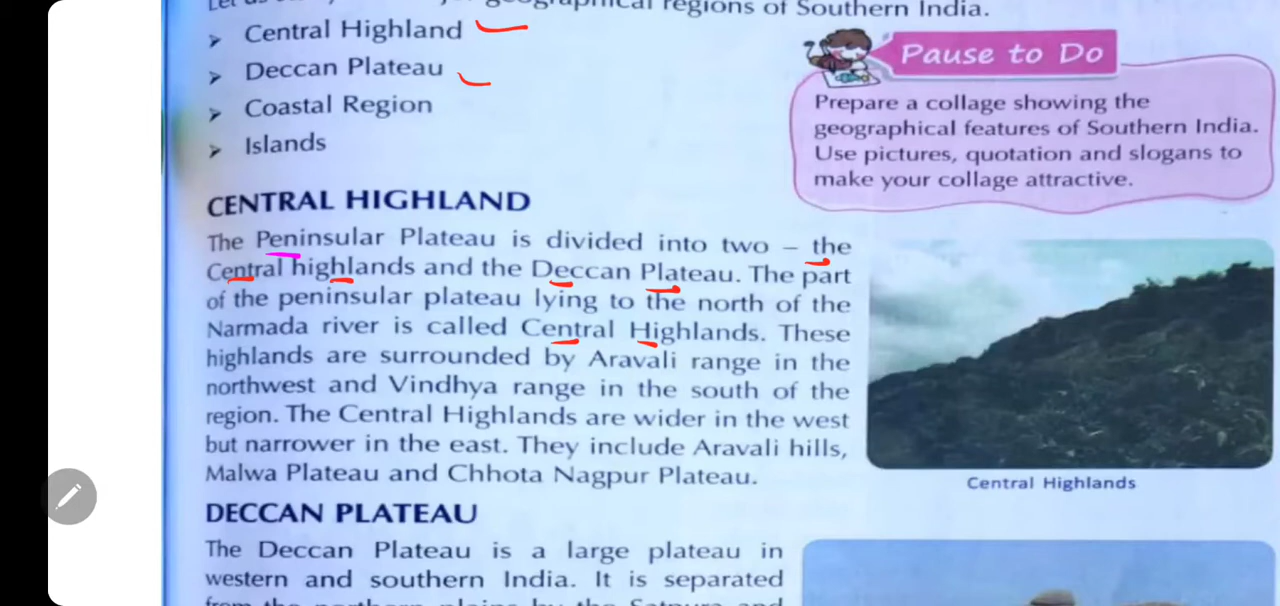 geographical regions of Southern India.
➢ Central Highland
➢ Deccan Plateau
➢ Coastal Region
➢ Islands
Pause to Do
Prepare a collage showing the
geographical features of Southern India.
Use pictures, quotation and slogans to
make your collage attractive.
CENTRAL HIGHLAND
The Peninsular Plateau is divided into two – the
Central highlands and the Deccan Plateau. The part
of the peninsular plateau lying to the north of the
Narmada river is called Central Highlands. These
highlands are surrounded by Aravali range in the
northwest and Vindhya range in the south of the
region. The Central Highlands are wider in the west
but narrower in the east. They include Aravali hills,
Malwa Plateau and Chhota Nagpur Plateau.
Central Highlands
DECCAN PLATEAU
The Deccan Plateau is a large plateau in
western and southern India. It is separated